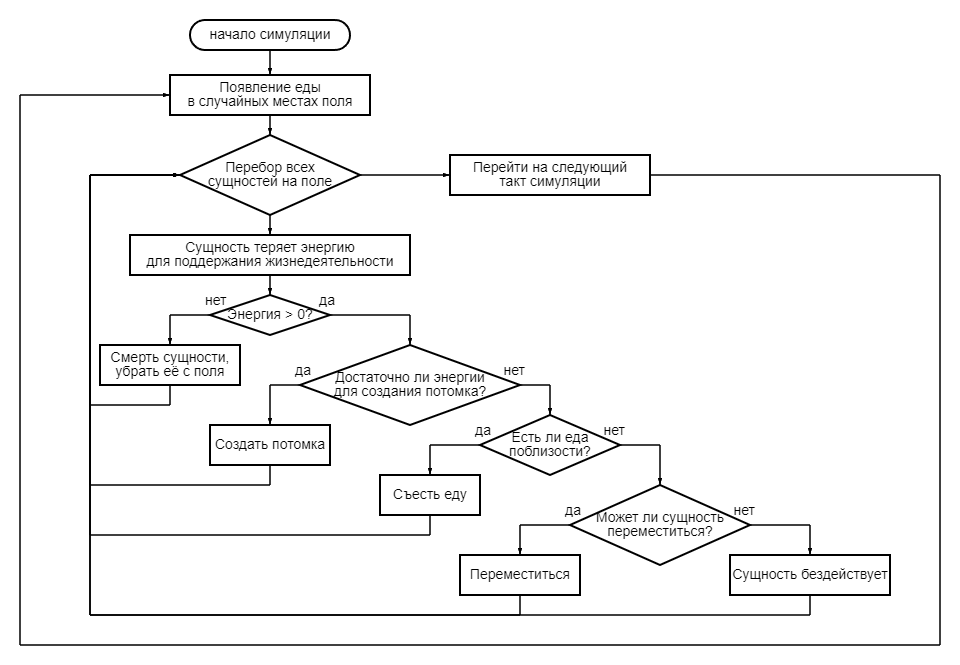 начало симуляции
Появление еды
в случайных местах поля
Перебор всех
сущностей на поле
Перейти на следующий
такт симуляции
Сущность теряет энергию
для поддержания жизнедеятельности
нет
да
Энергия > 0?
Смерть сущности,
убрать её с поля
да
нет
Достаточно ли энергии
для создания потомка?
Создать потомка
да
нет
Есть ли еда
поблизости?
Съесть еду
да
нет
Может ли сущность
переместиться?
Переместиться
Сущность бездействует